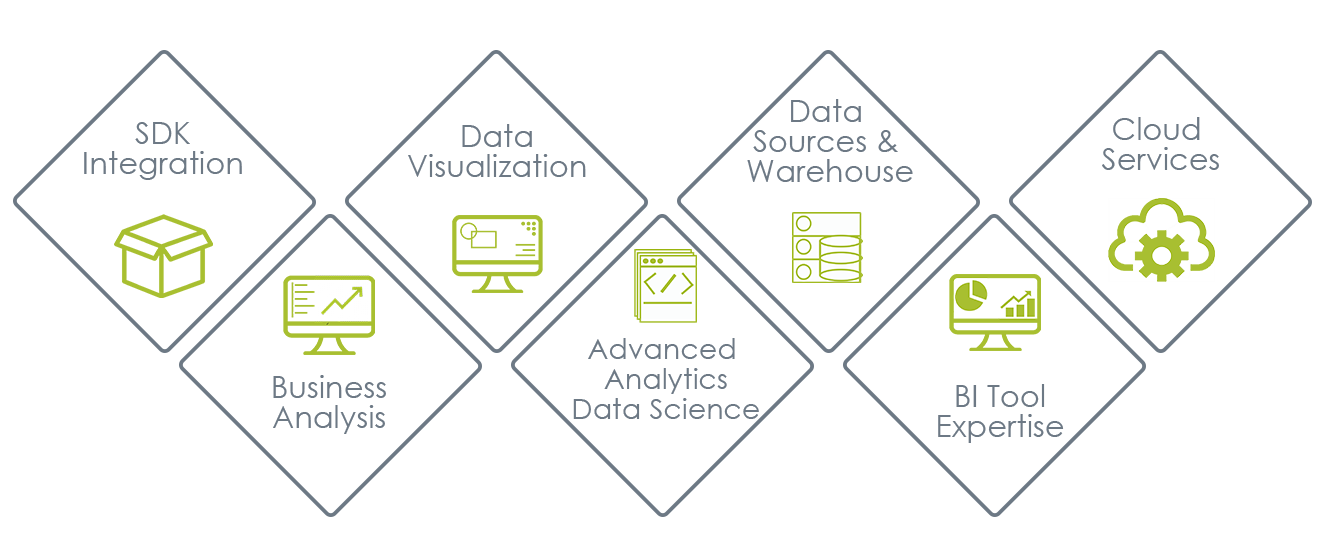 SDK
Integration
Business
Analysis
Data
Visualization
Advanced
Analytics
Data Science
Data
Sources &
Warehouse
BI Tool
Expertise
Cloud
Services